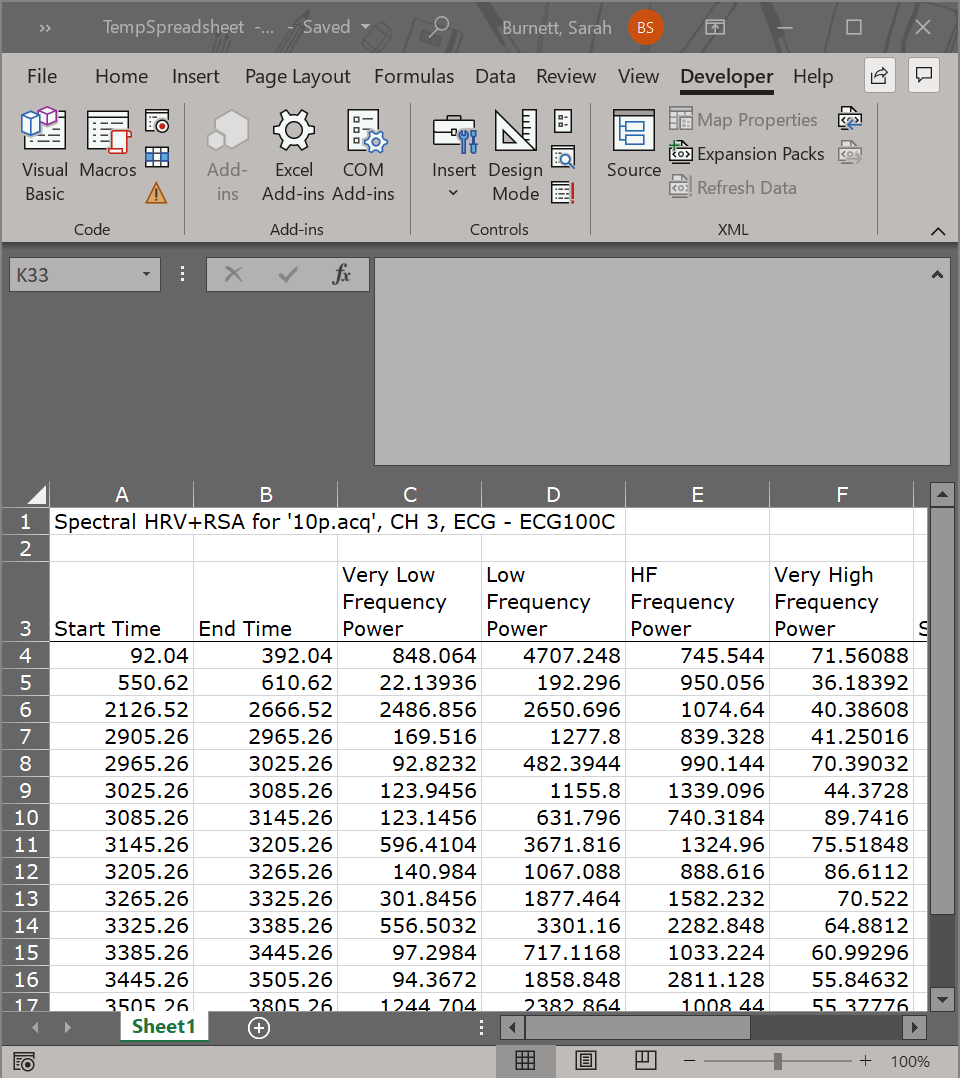 » TempSpreadsheet -... - Saved Burnett, Sarah BS
File Home Insert Page Layout Formulas Data Review View Developer Help
Visual Basic Macros Add-ins Excel Add-ins COM Add-ins Insert Design Mode Source Map Properties
Expansion Packs
Refresh Data
Code Add-ins Controls XML
K33 fx
A B C D E F
1 Spectral HRV+RSA for '10p.acq', CH 3, ECG - ECG100C
2
3 Start Time End Time Very Low Frequency Power Low Frequency Power HF Frequency Power Very High Frequency Power S
4 92.04 392.04 848.064 4707.248 745.544 71.56088
5 550.62 610.62 22.13936 192.296 950.056 36.18392
6 2126.52 2666.52 2486.856 2650.696 1074.64 40.38608
7 2905.26 2965.26 169.516 1277.8 839.328 41.25016
8 2965.26 3025.26 92.8232 482.3944 990.144 70.39032
9 3025.26 3085.26 123.9456 1155.8 1339.096 44.3728
10 3085.26 3145.26 123.1456 631.796 740.3184 89.7416
11 3145.26 3205.26 596.4104 3671.816 1324.96 75.51848
12 3205.26 3265.26 140.984 1067.088 888.616 86.6112
13 3265.26 3325.26 301.8456 1877.464 1582.232 70.522
14 3325.26 3385.26 556.5032 3301.16 2282.848 64.8812
15 3385.26 3445.26 97.2984 717.1168 1033.224 60.99296
16 3445.26 3505.26 94.3672 1858.848 2811.128 55.84632
17 3505.26 3805.26 1244.704 2382.864 1008.44 55.37776
Sheet1
100%